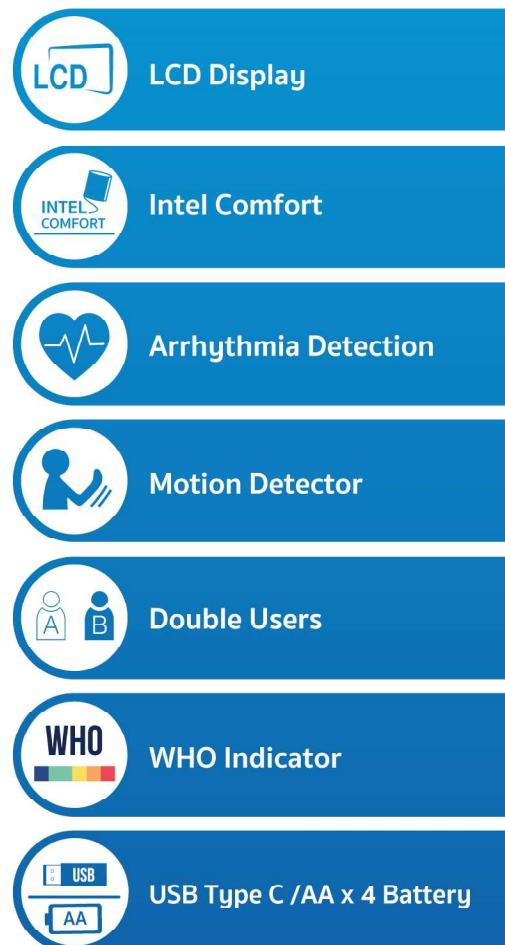 LCD
LCD Display
INTEL
COMFORT
Intel Comfort
Arrhythmia Detection
Motion Detector
A B
Double Users
WHO
WHO Indicator
USB
AA
USB Type C /AA x 4 Battery